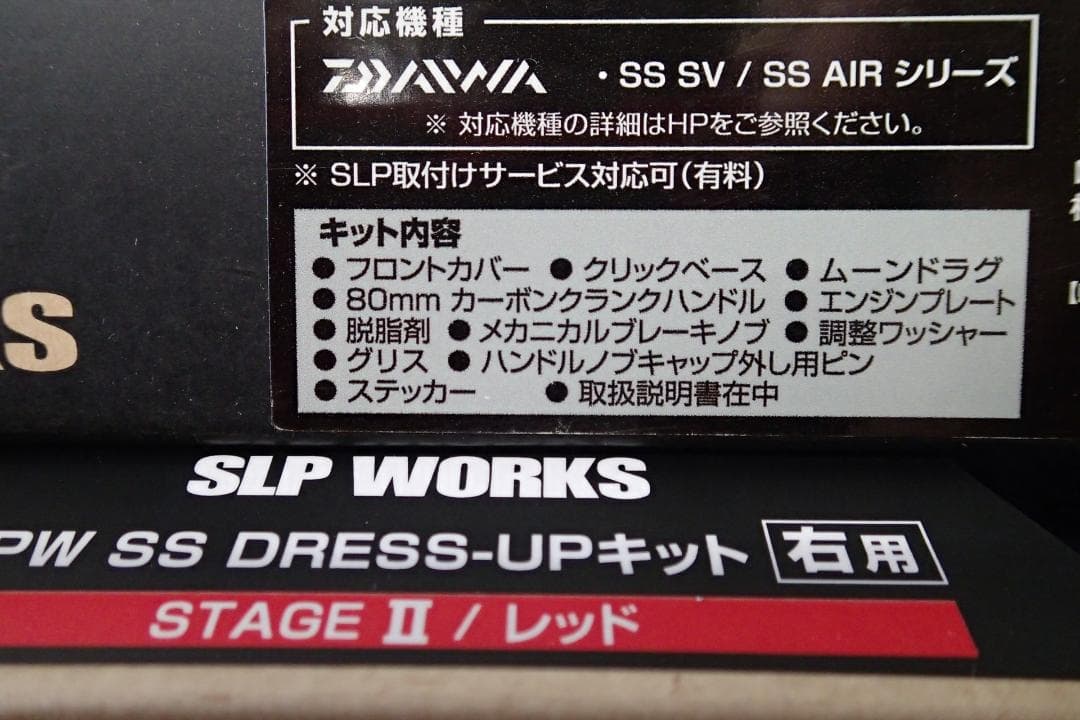 対応機種
DAIWA ・SS SV / SS AIR シリーズ
※ 対応機種の詳細はHPをご参照ください。
※ SLP取付けサービス対応可(有料)
キット内容
● フロントカバー ● クリックベース ● ムーンドラグ
● 80mm カーボンクランクハンドル ● エンジンプレート
● 脱脂剤 ● メカニカルブレーキノブ ● 調整ワッシャー
● グリス ● ハンドルノブキャップ外し用ピン
● ステッカー ● 取扱説明書在中
SLP WORKS
PW SS DRESS-UPキット 右用
STAGE II / レッド